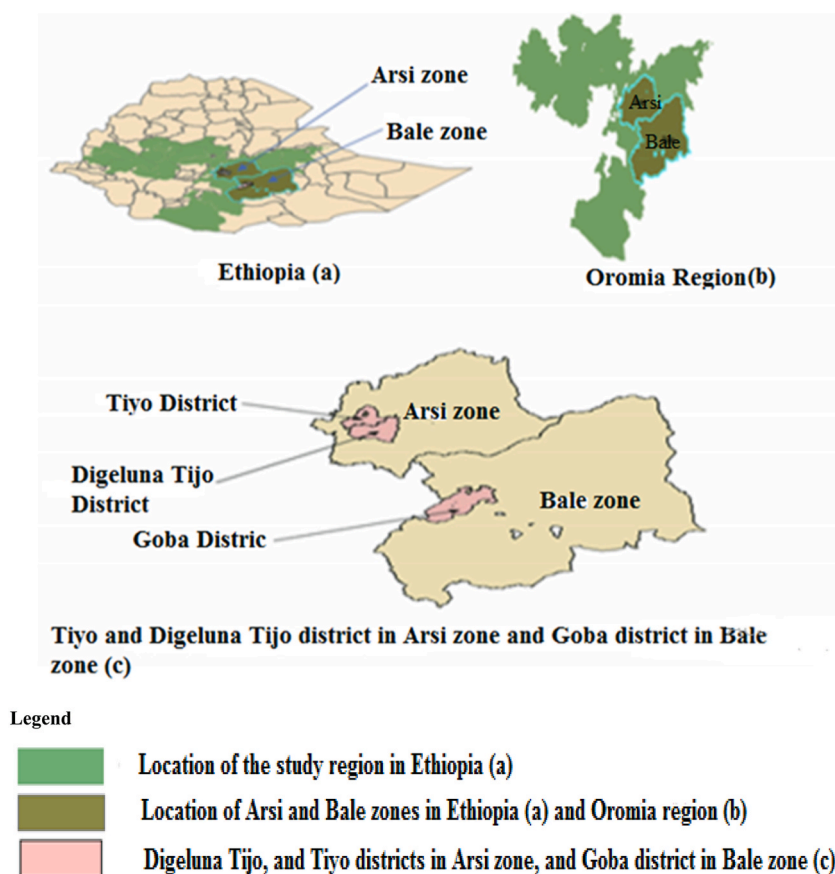 Arsi zone
Bale zone
Ethiopia (a)
Arsi
Bale
Oromia Region(b)
Tiyo District
Arsi zone
Digeluna Tijo
District
Bale zone
Goba Distric
Tiyo and Digeluna Tijo district in Arsi zone and Goba district in Bale
zone (c)
Legend
Location of the study region in Ethiopia (a)
Location of Arsi and Bale zones in Ethiopia (a) and Oromia region (b)
Digeluna Tijo, and Tiyo districts in Arsi zone, and Goba district in Bale zone (c)